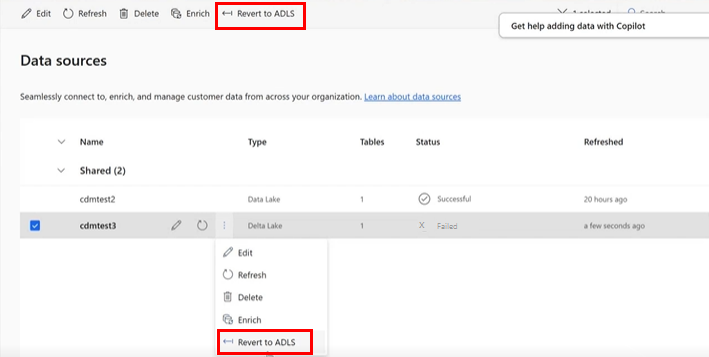 Edit Refresh Delete Enrich Revert to ADLS 1 selected Search
Get help adding data with Copilot
Data sources
Seamlessly connect to, enrich, and manage customer data from across your organization. Learn about data sources
Name Type Tables Status Refreshed
Shared (2)
cdmtest2 Data Lake 1 Successful 20 hours ago
cdmtest3 Delta Lake 1 Failed a few seconds ago
Edit
Refresh
Delete
Enrich
Revert to ADLS